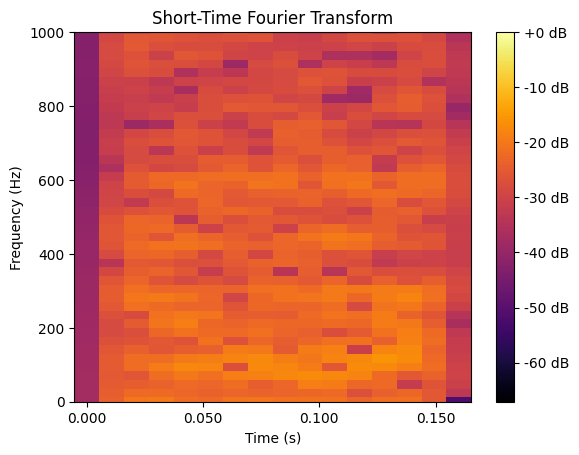 Short-Time Fourier Transform
1000
800
600
400
200
0
Frequency (Hz)
0.000
0.050
0.100
0.150
Time (s)
+0 dB
-10 dB
-20 dB
-30 dB
-40 dB
-50 dB
-60 dB